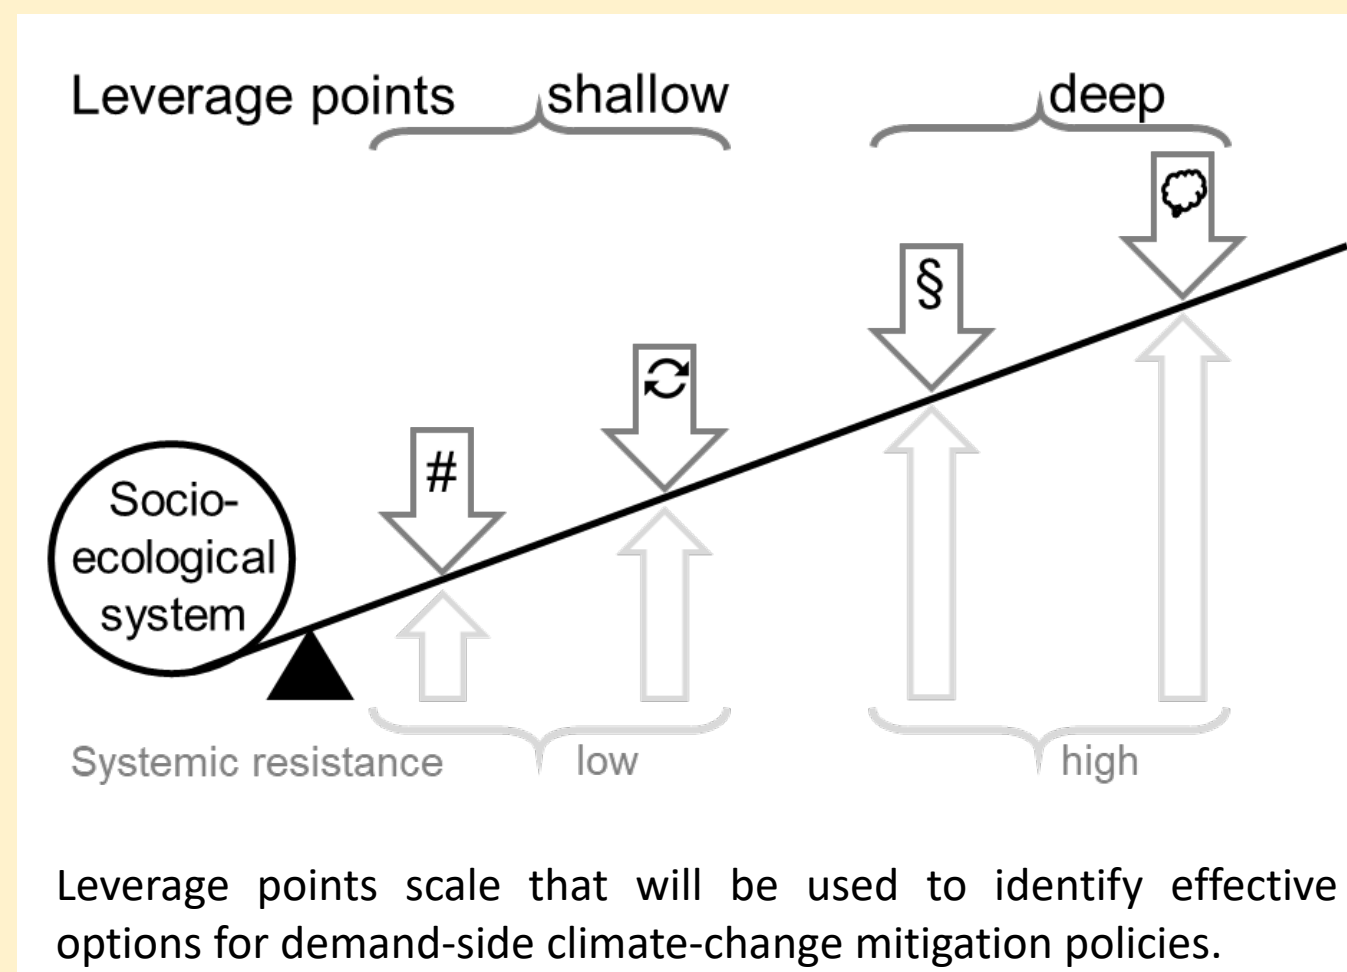 Leverage points shallow deep
§
#
Socio-
ecological
system
Systemic resistance low high
Leverage points scale that will be used to identify effective
options for demand-side climate-change mitigation policies.